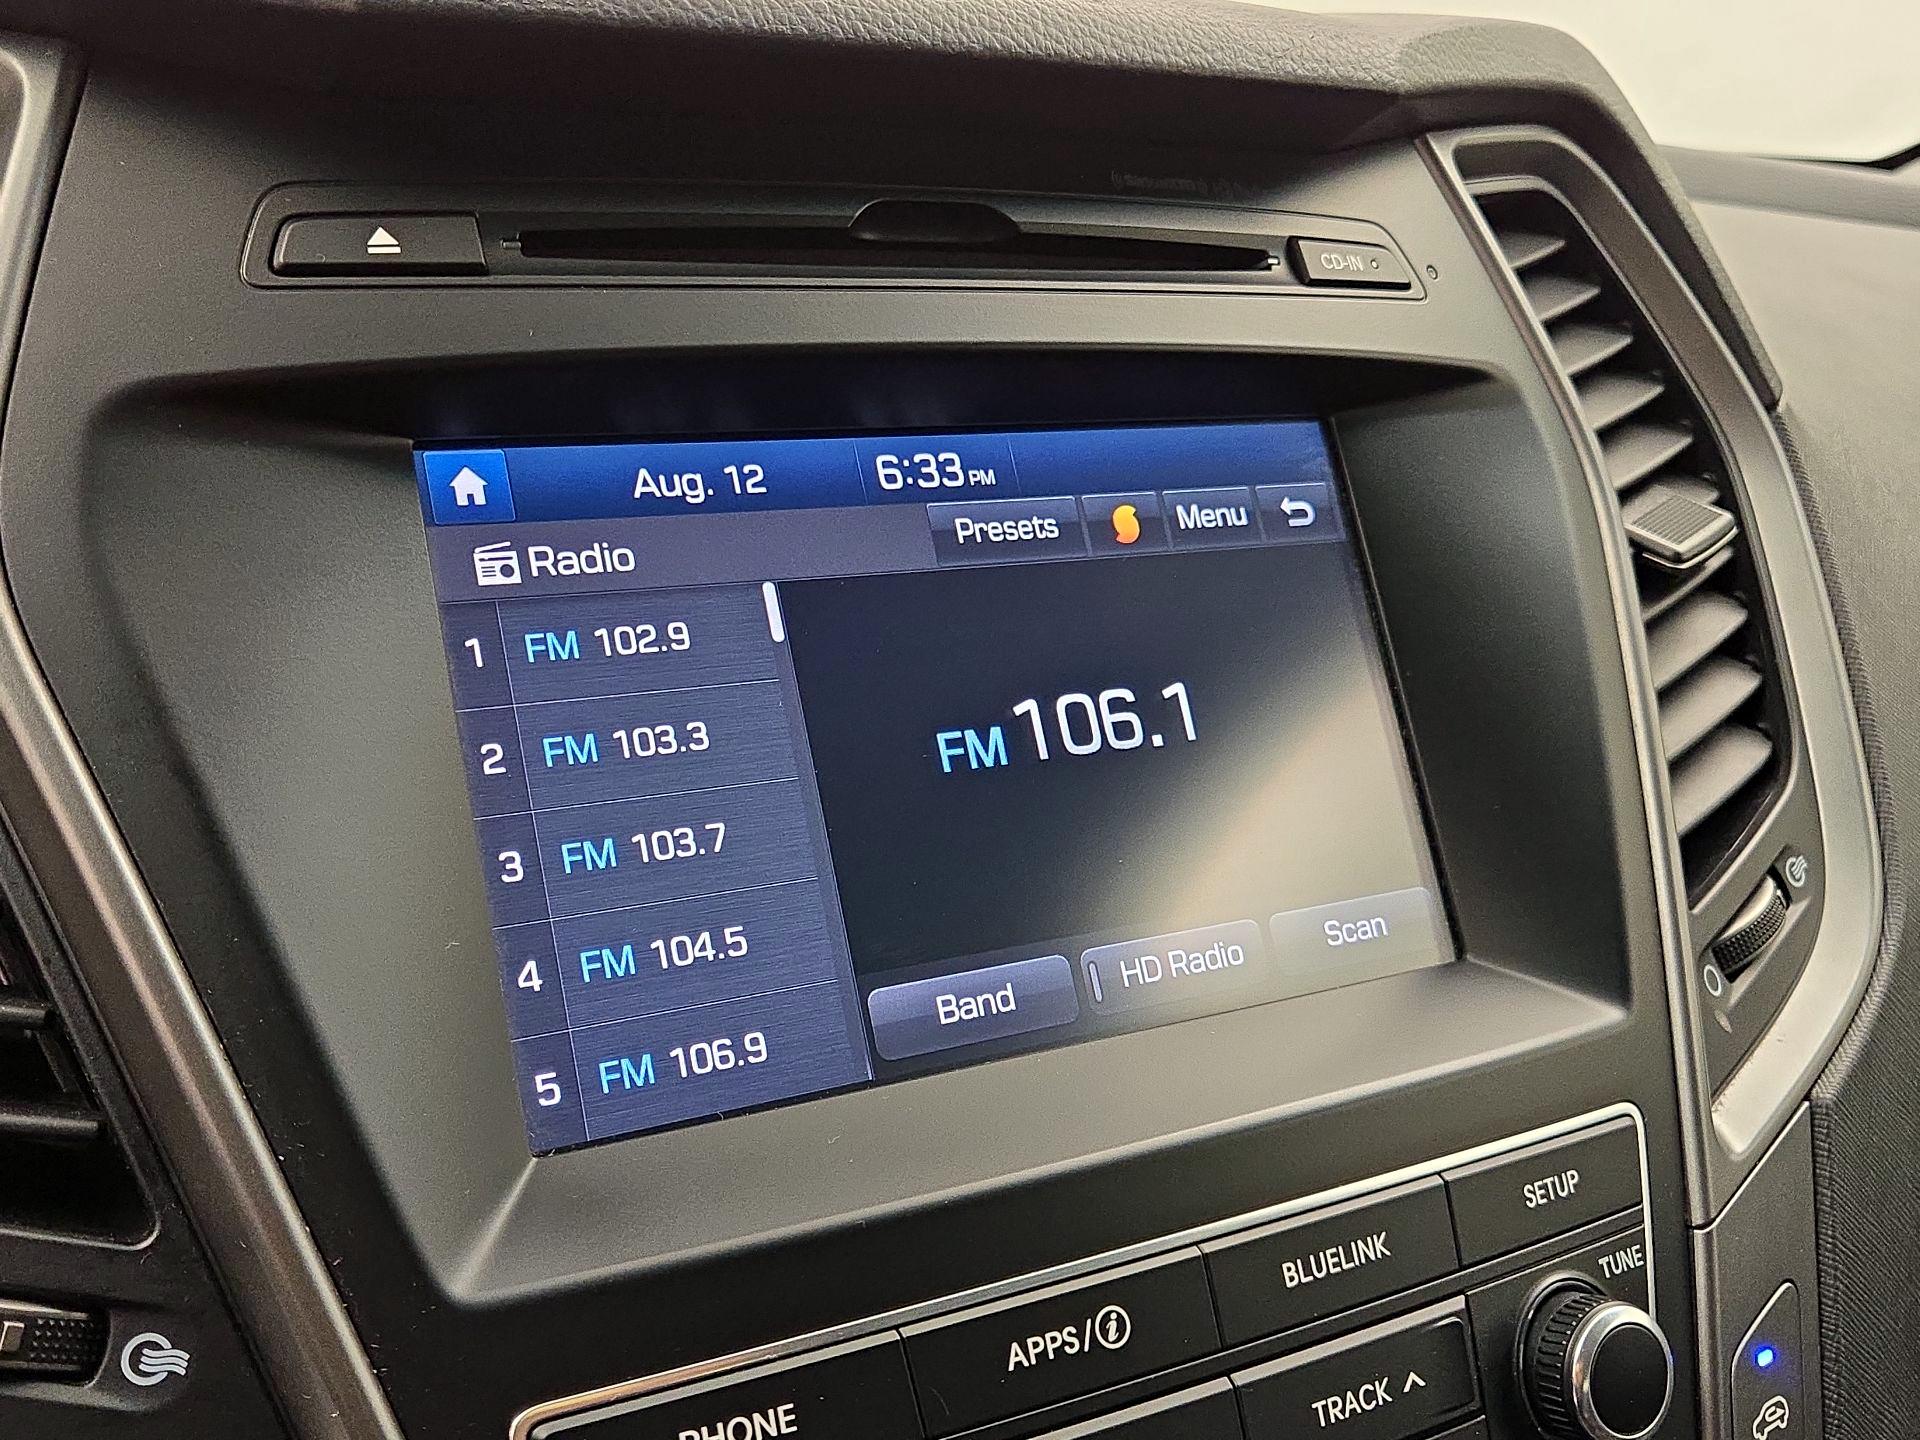 CD-IN
Aug. 12 6:33 PM
Presets Menu
Radio
1 FM 102.9
2 FM 103.3
3 FM 103.7
4 FM 104.5
5 FM 106.9
FM 106.1
Band HD Radio Scan
SETUP
BLUELINK
APPS/i
PHONE
TUNE
TRACK